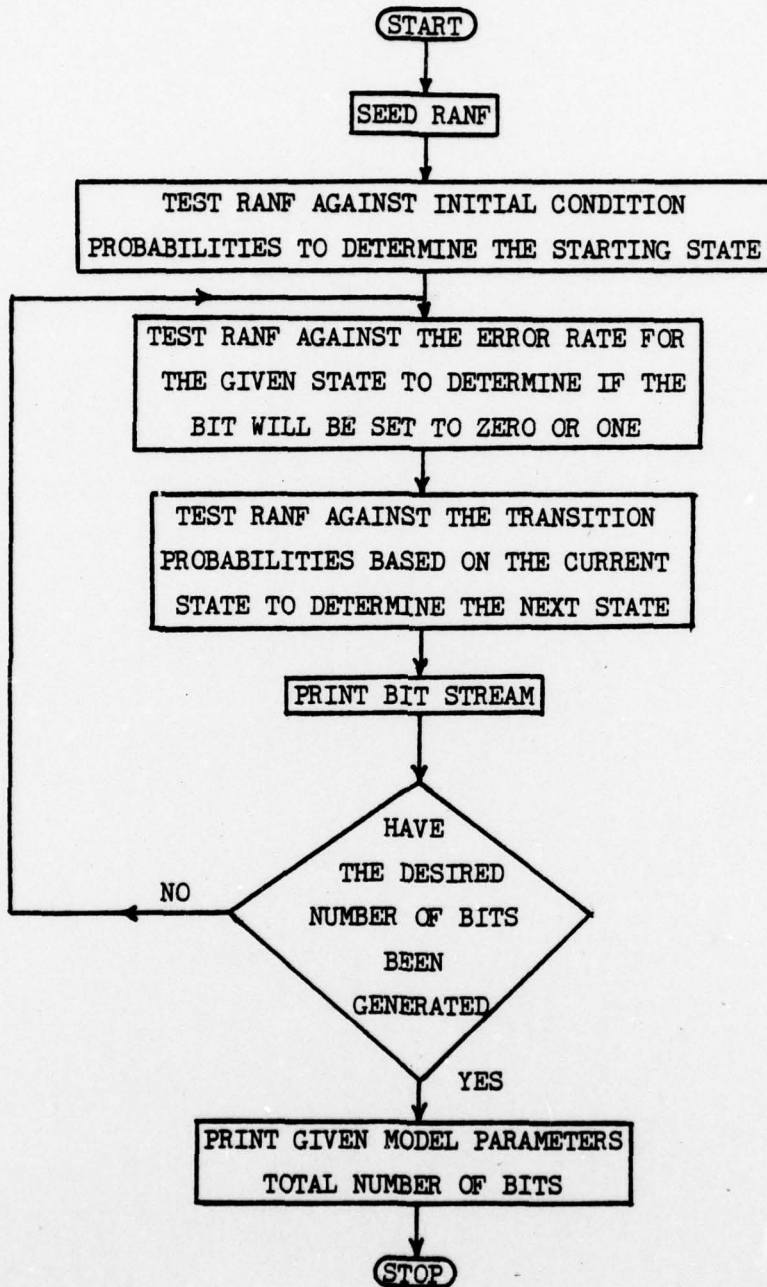 START
SEED RANF
TEST RANF AGAINST INITIAL CONDITION
PROBABILITIES TO DETERMINE THE STARTING STATE
TEST RANF AGAINST THE ERROR RATE FOR
THE GIVEN STATE TO DETERMINE IF THE
BIT WILL BE SET TO ZERO OR ONE
TEST RANF AGAINST THE TRANSITION
PROBABILITIES BASED ON THE CURRENT
STATE TO DETERMINE THE NEXT STATE
PRINT BIT STREAM
HAVE
THE DESIRED
NO
NUMBER OF BITS
BEEN
GENERATED
YES
PRINT GIVEN MODEL PARAMETERS
TOTAL NUMBER OF BITS
STOP